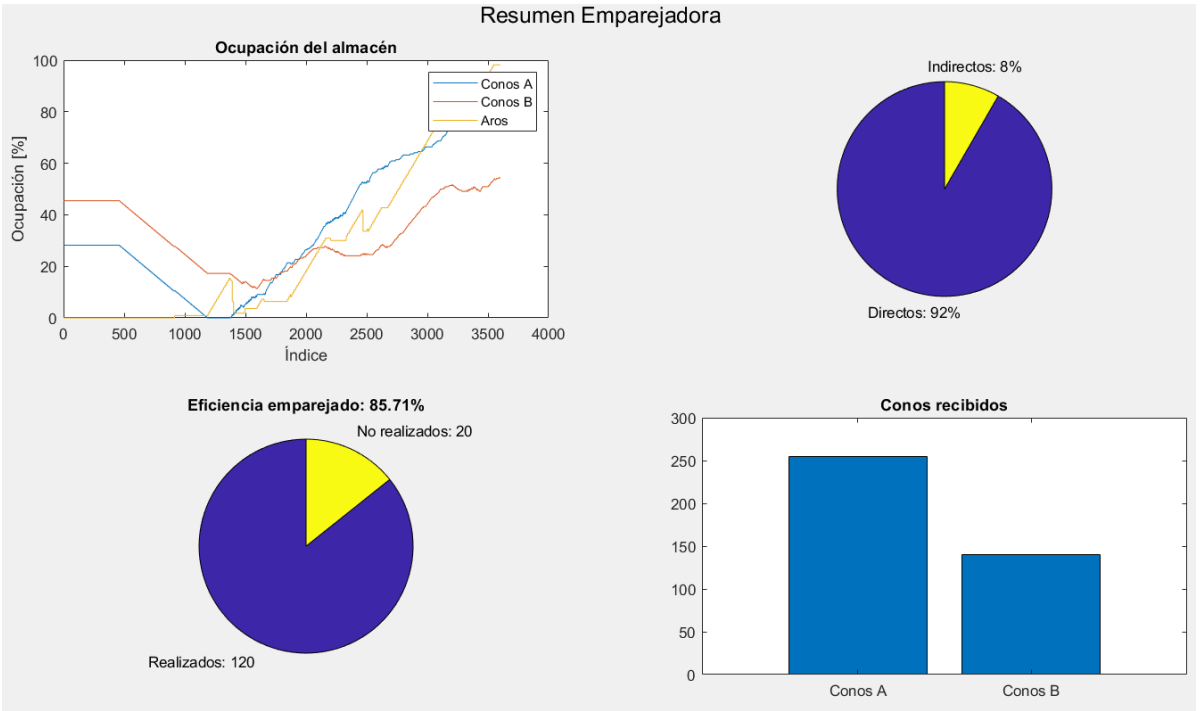 Resumen Emparejadora
Ocupación del almacén
100
80
60
40
20
0
Ocupación [%]
0 500 1000 1500 2000 2500 3000 3500 4000
Índice
Conos A
Conos B
Aros
Indirectos: 8%
Directos: 92%
Eficiencia emparejado: 85.71%
No realizados: 20
Realizados: 120
Conos recibidos
300
250
200
150
100
50
0
Conos A Conos B